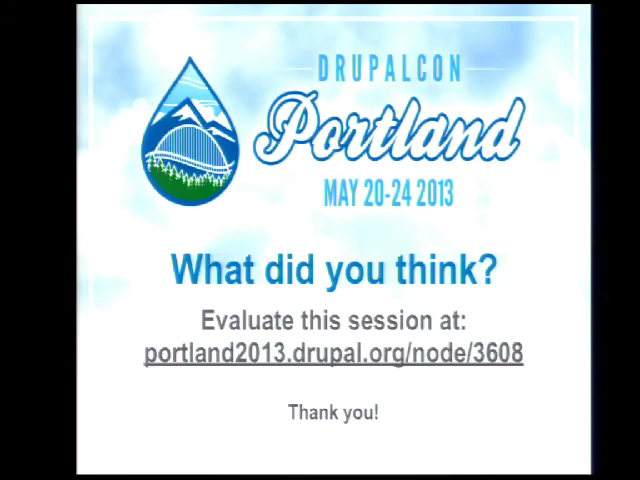 DRUPALCON
Portland
MAY 20-24 2013
What did you think?
Evaluate this session at:
portland2013.drupal.org/node/3608
Thank you!